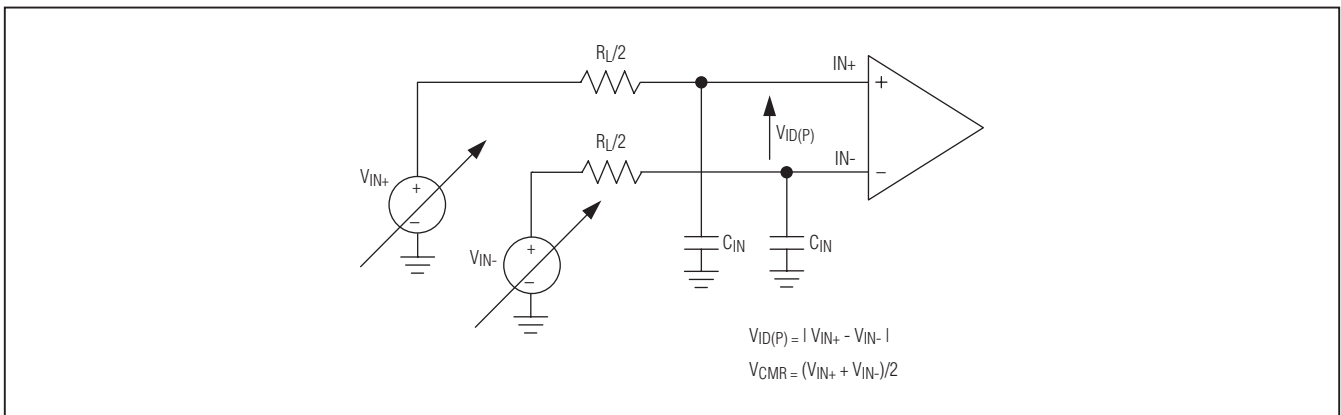 RL/2
IN+
+
VID(P)
RL/2
IN-
-
VIN+
+
-
VIN-
+
-
CIN
CIN
VID(P) = | VIN+ - VIN- |
VCMR = (VIN+ + VIN-)/2